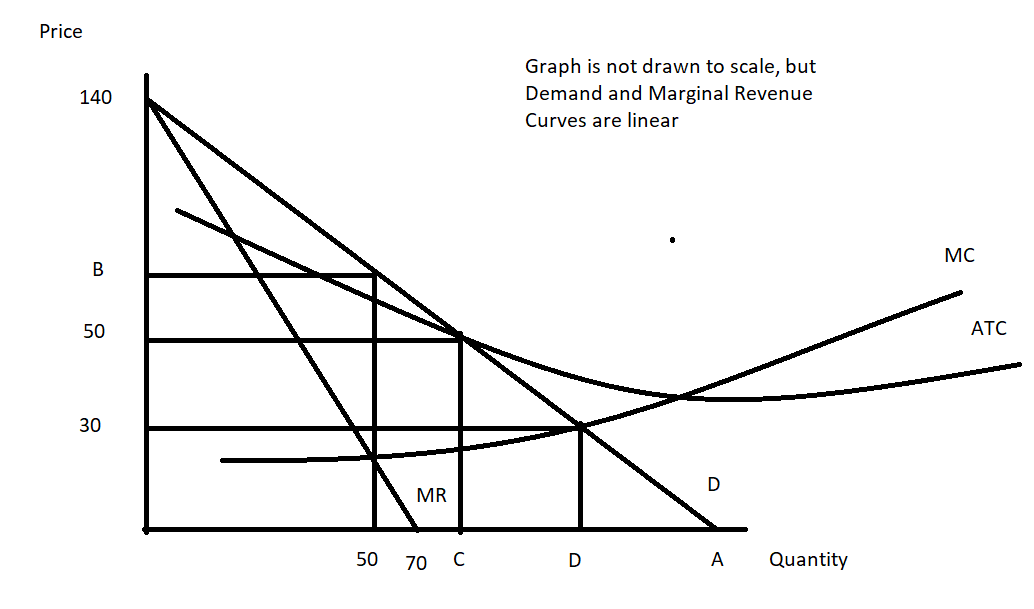 Price
Graph is not drawn to scale, but
Demand and Marginal Revenue
Curves are linear
140
MC
B
50
ATC
30
D
MR
50 70 C D A Quantity